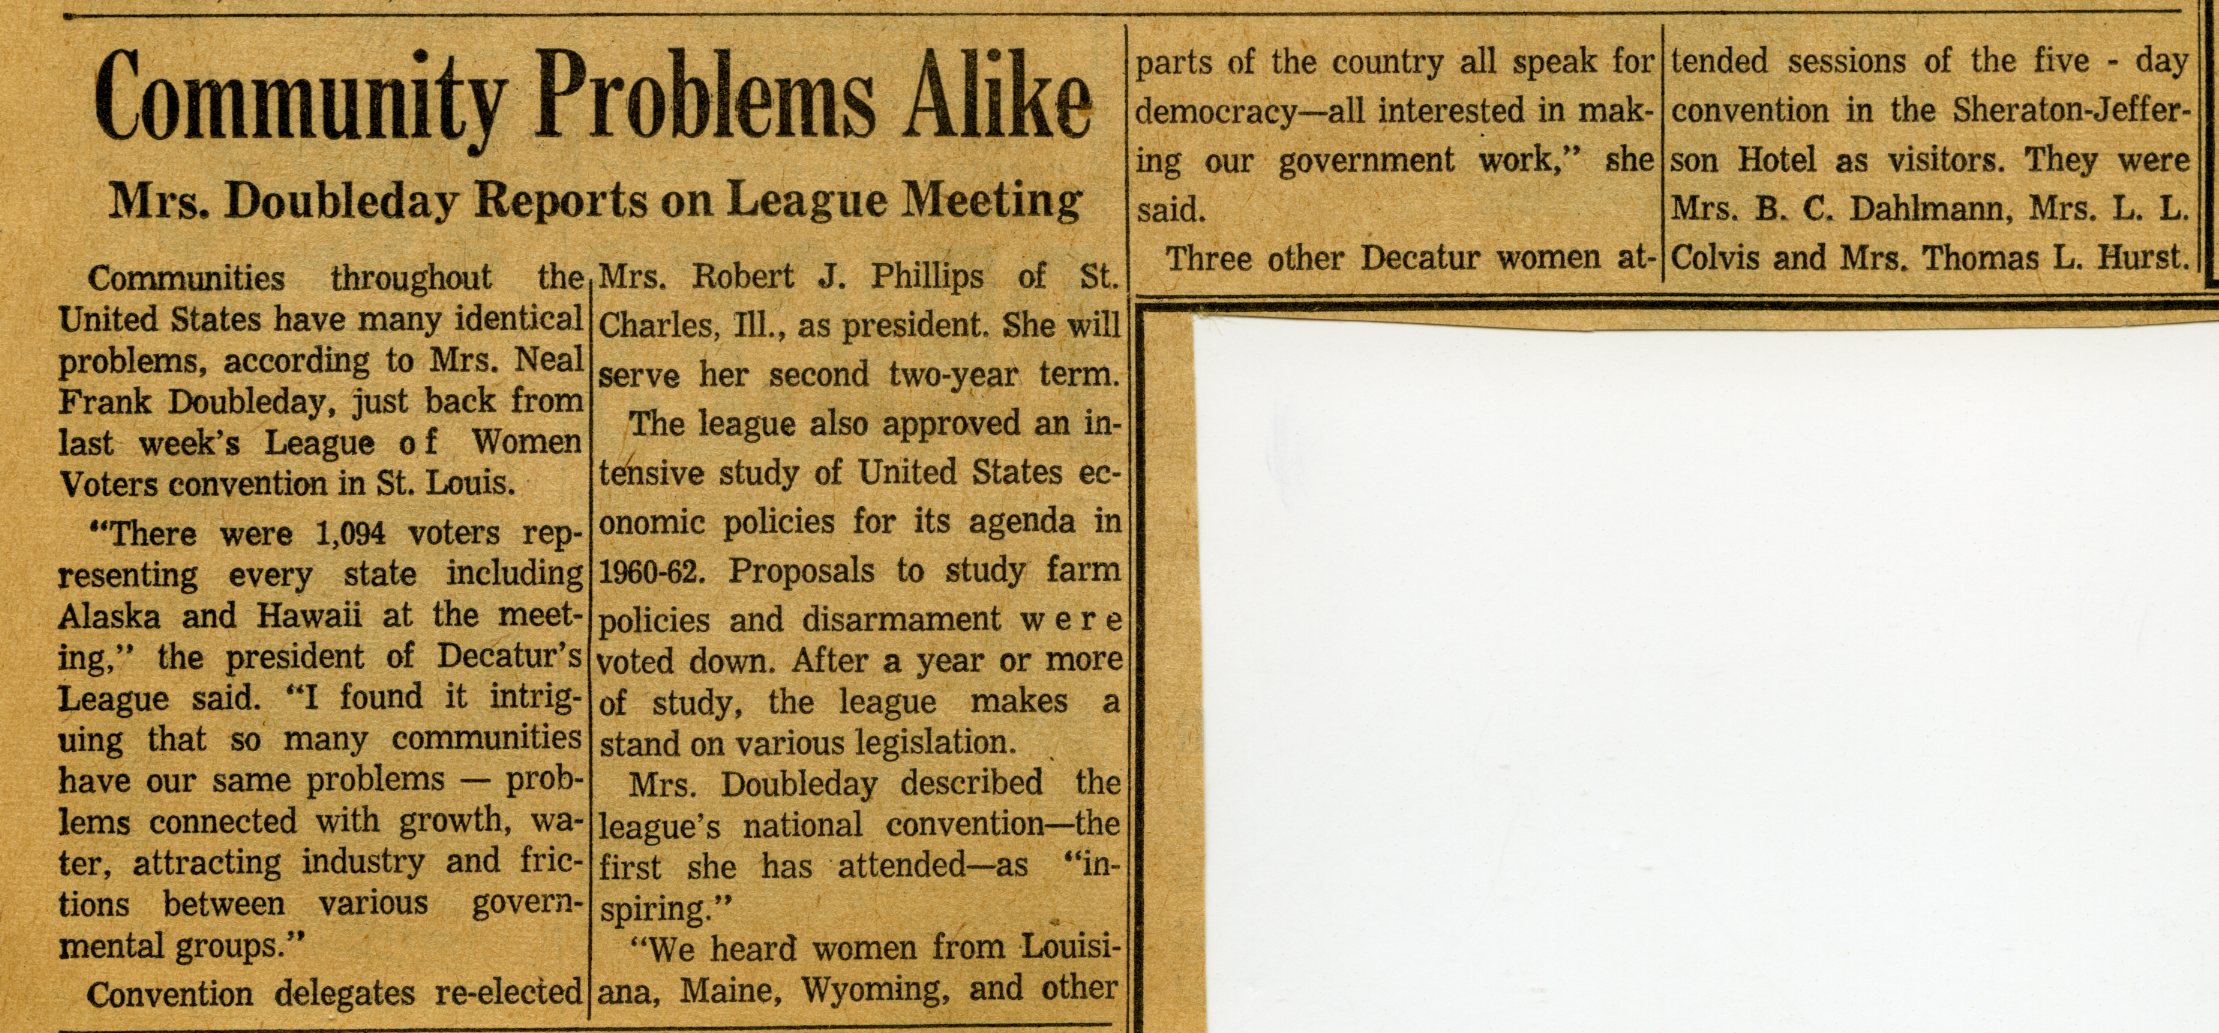 Community Problems Alike
Mrs. Doubleday Reports on League Meeting
Communities throughout the
United States have many identical
problems, according to Mrs. Neal
Frank Doubleday, just back from
last week's League of Women
Voters convention in St. Louis.
“There were 1,094 voters rep-
resenting every state including
Alaska and Hawaii at the meet-
ing,” the president of Decatur's
League said. “I found it intrig-
uing that so many communities
have our same problems — prob-
lems connected with growth, wa-
ter, attracting industry and fric-
tions between various govern-
mental groups.”
Convention delegates re-elected
Mrs. Robert J. Phillips of St.
Charles, Ill., as president. She will
serve her second two-year term.
The league also approved an in-
tensive study of United States ec-
onomic policies for its agenda in
1960-62. Proposals to study farm
policies and disarmament were
voted down. After a year or more
of study, the league makes a
stand on various legislation.
Mrs. Doubleday described the
league's national convention—the
first she has attended—as “in-
spiring.”
“We heard women from Louisi-
ana, Maine, Wyoming, and other
parts of the country all speak for
democracy—all interested in mak-
ing our government work,” she
said.
Three other Decatur women at-
tended sessions of the five - day
convention in the Sheraton-Jeffer-
son Hotel as visitors. They were
Mrs. B. C. Dahlmann, Mrs. L. L.
Colvis and Mrs. Thomas L. Hurst.